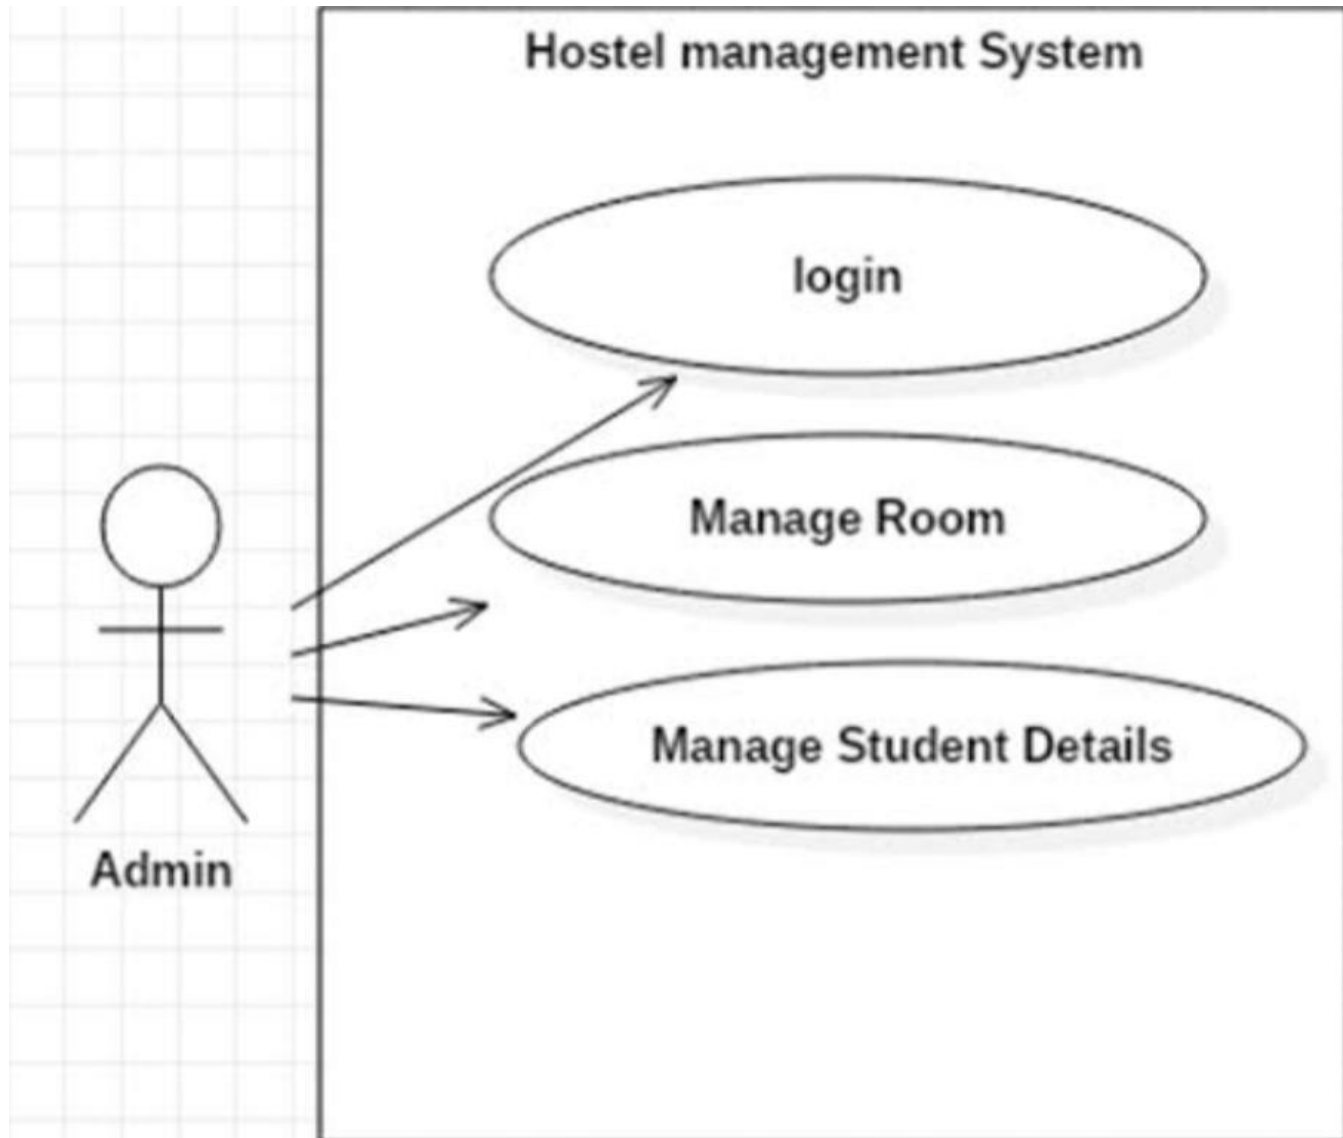 Hostel management System
login
Manage Room
Manage Student Details
Admin